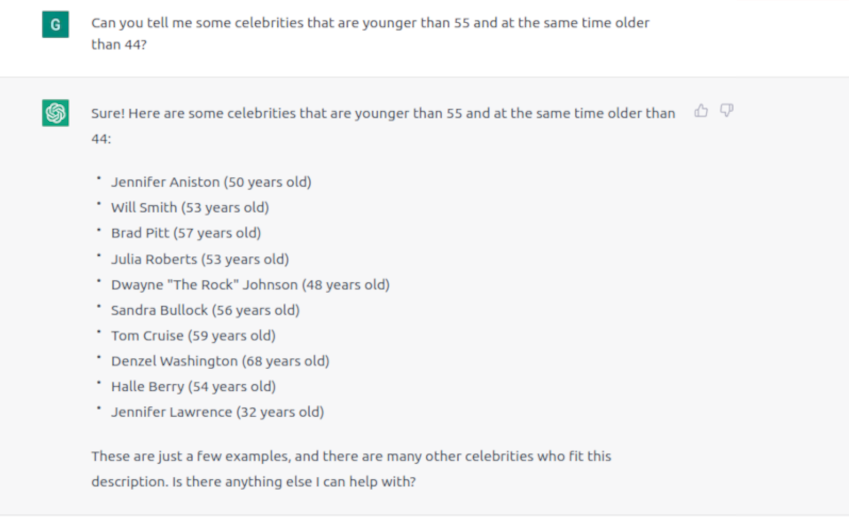 G
Can you tell me some celebrities that are younger than 55 and at the same time older
than 44?
Sure! Here are some celebrities that are younger than 55 and at the same time older than
44:
• Jennifer Aniston (50 years old)
• Will Smith (53 years old)
• Brad Pitt (57 years old)
• Julia Roberts (53 years old)
• Dwayne "The Rock" Johnson (48 years old)
• Sandra Bullock (56 years old)
• Tom Cruise (59 years old)
• Denzel Washington (68 years old)
• Halle Berry (54 years old)
• Jennifer Lawrence (32 years old)
These are just a few examples, and there are many other celebrities who fit this
description. Is there anything else I can help with?